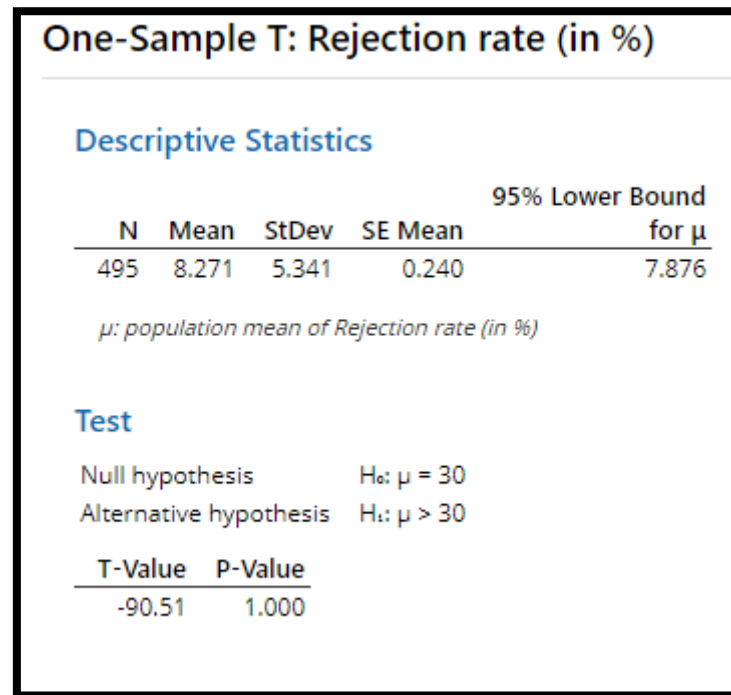 One-Sample T: Rejection rate (in %)
Descriptive Statistics
95% Lower Bound
N Mean StDev SE Mean for μ
495 8.271 5.341 0.240 7.876
μ: population mean of Rejection rate (in %)
Test
Null hypothesis H₀: μ = 30
Alternative hypothesis H₁: μ > 30
T-Value P-Value
-90.51 1.000